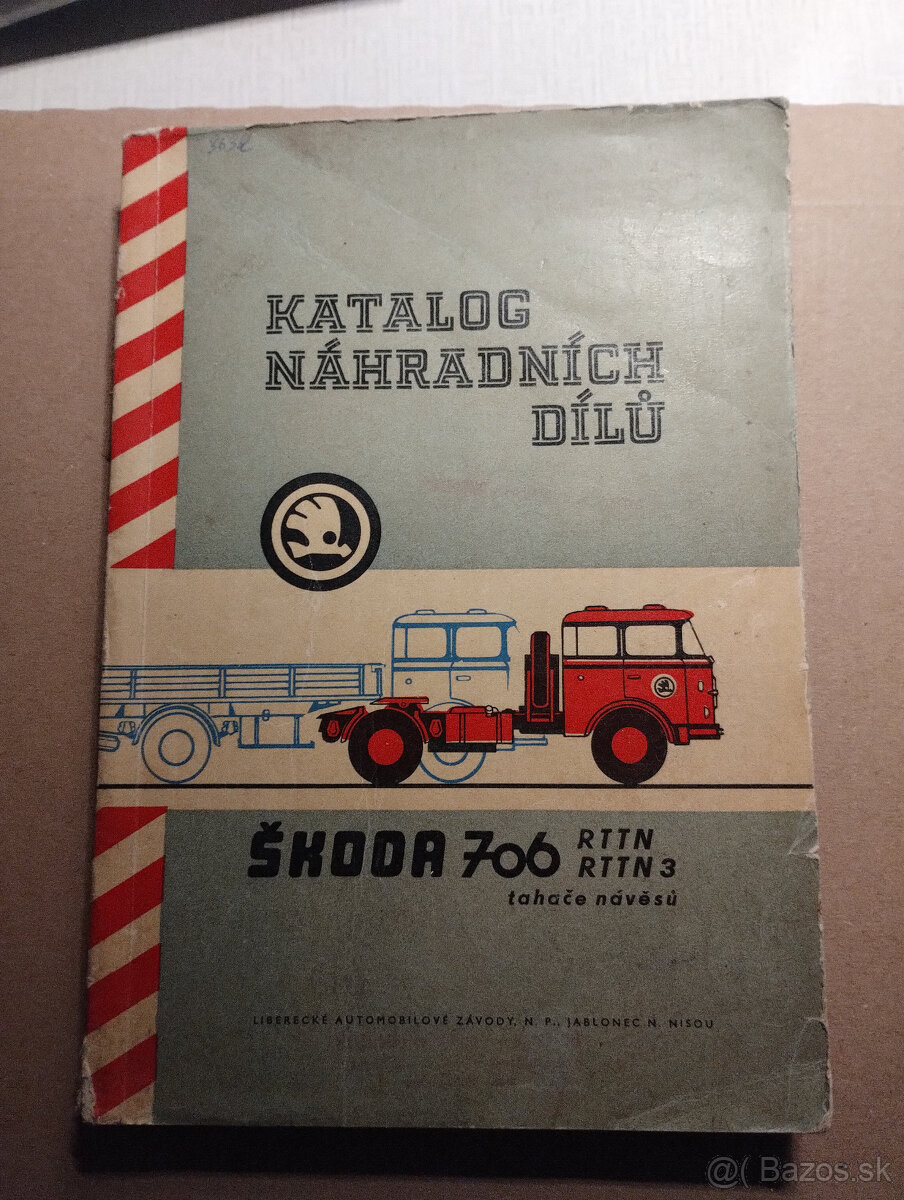 KATALOG
NÁHRADNÍCH
DÍLŮ
ŠKODA 706 RTTN
RTTN 3
tahače návěsů
LIBERECKÉ AUTOMOBILOVÉ ZÁVODY, N. P., JABLONEC N. NISOU
@( Bazos.sk